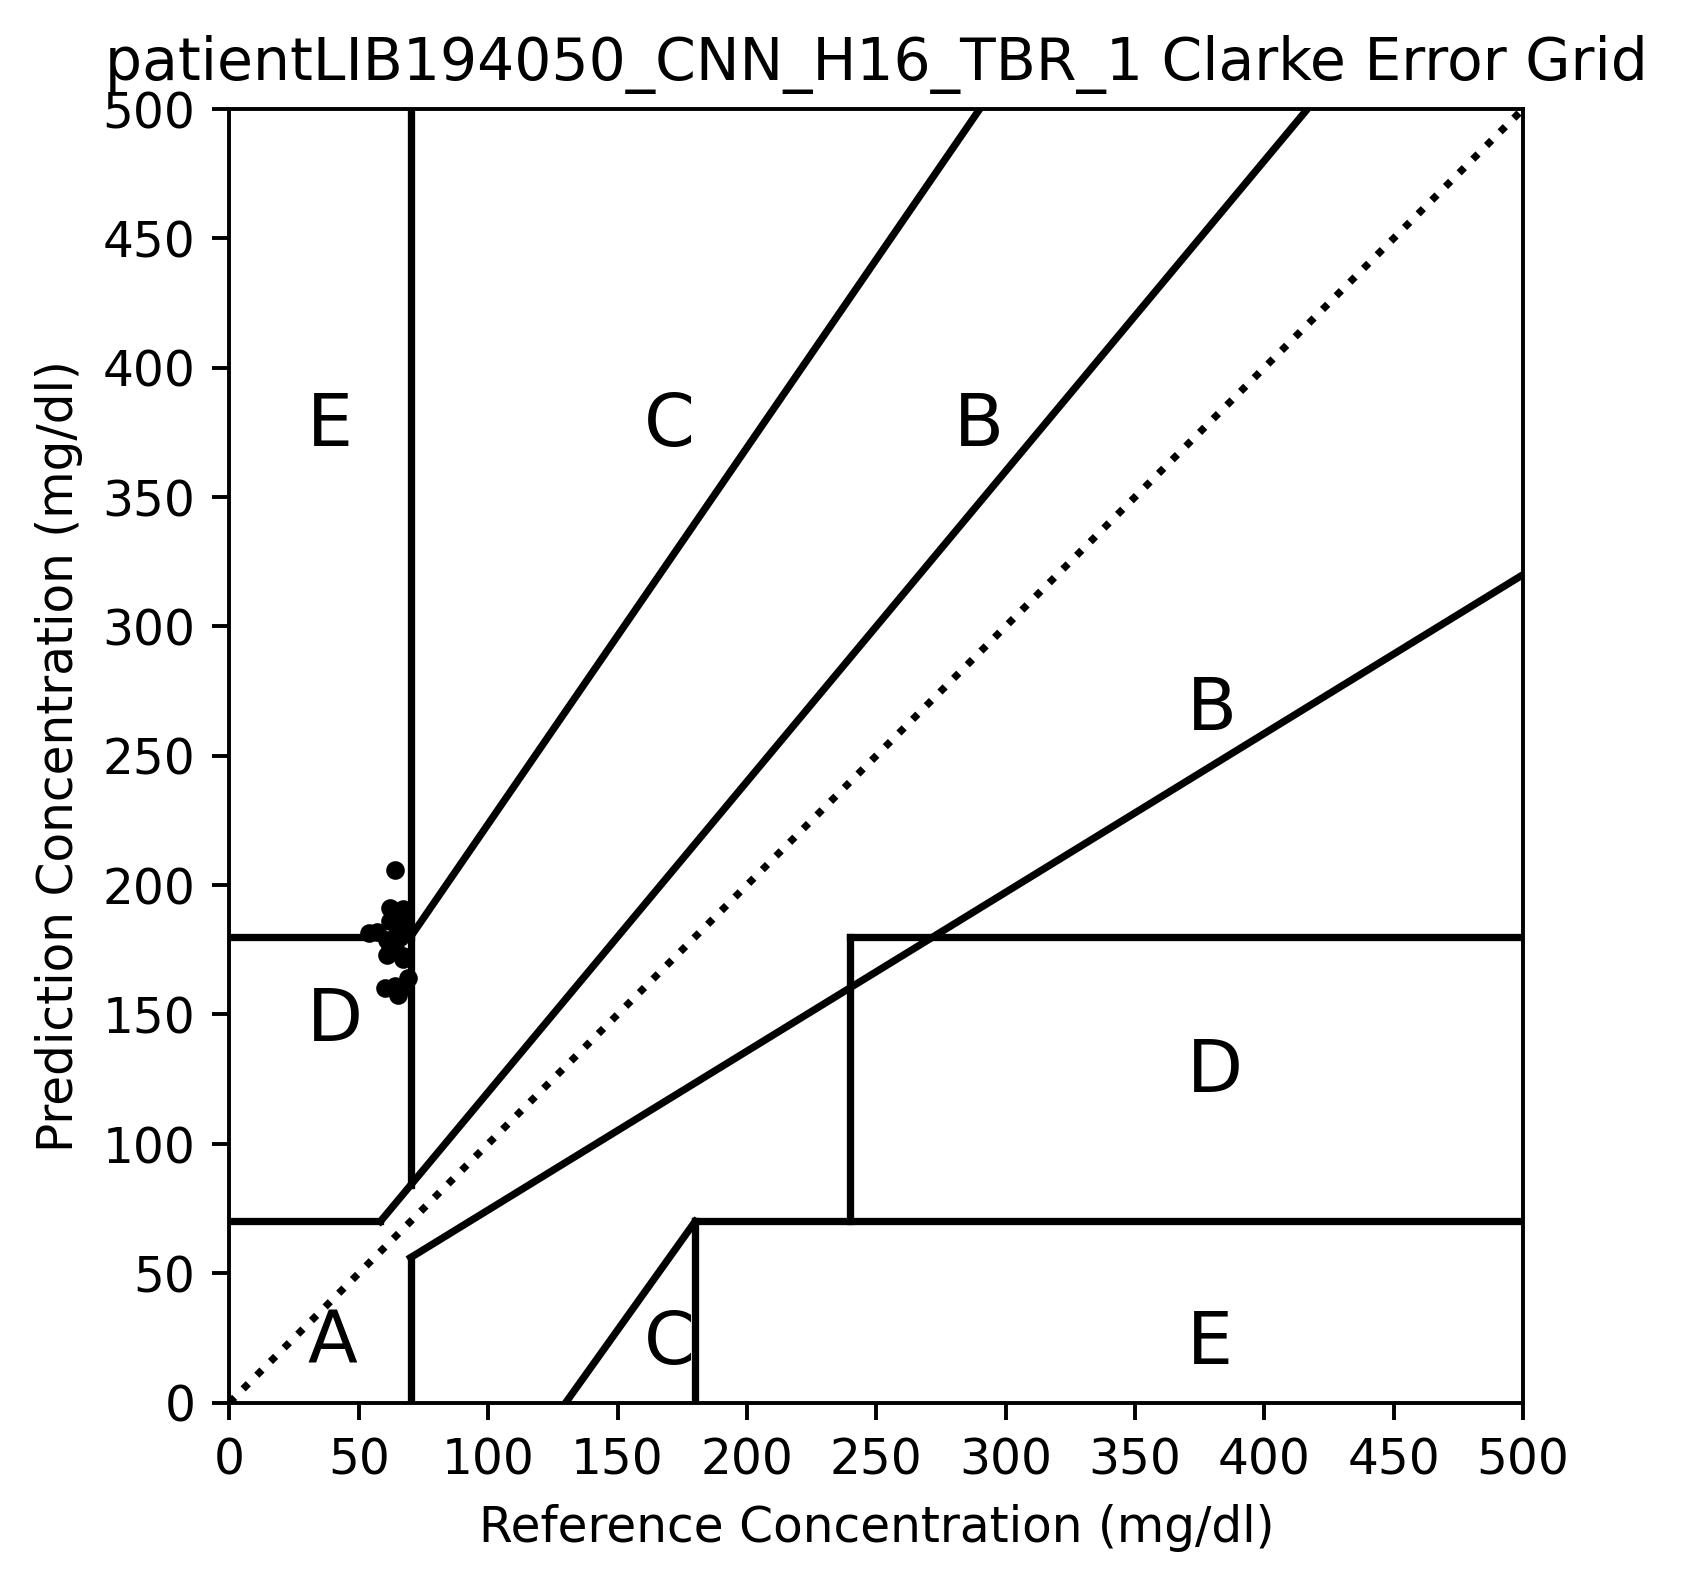 patientLIB194050_CNN_H16_TBR_1 Clarke Error Grid
500
450
400
350
300
250
200
150
100
50
0
Prediction Concentration (mg/dl)
E
C
B
B
D
D
A
C
E
0 50 100 150 200 250 300 350 400 450 500
Reference Concentration (mg/dl)